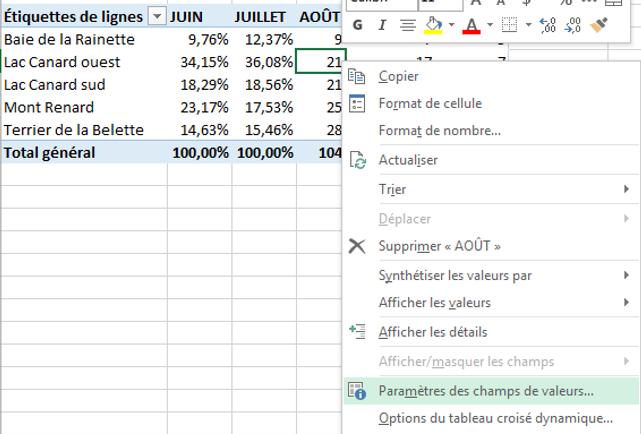 Étiquettes de lignes JUIN JUILLET AOÛT
Baie de la Rainette 9,76% 12,37% 9
Lac Canard ouest 34,15% 36,08% 21
Lac Canard sud 18,29% 18,56% 21
Mont Renard 23,17% 17,53% 25
Terrier de la Belette 14,63% 15,46% 28
Total général 100,00% 100,00% 104
G I
Copier
Format de cellule
Format de nombre...
Actualiser
Trier
Déplacer
Supprimer « AOÛT »
Synthétiser les valeurs par
Afficher les valeurs
Afficher les détails
Afficher/masquer les champs
Paramètres des champs de valeurs...
Options du tableau croisé dynamique...